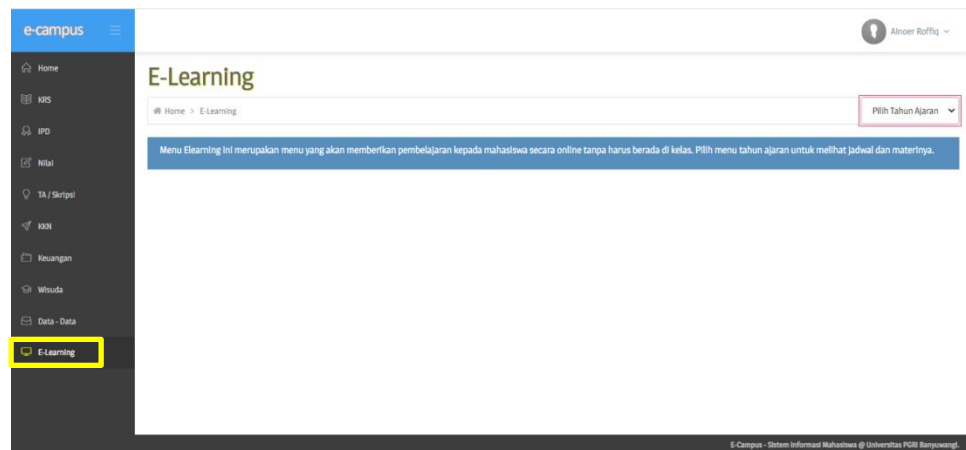 e-campus
Alnoer Roffiq
Home
KRS
IPD
Nilai
TA / Skripsi
KKN
Keuangan
Wisuda
Data - Data
E-Learning
E-Learning
Home > E-Learning
Pilih Tahun Ajaran
Menu Elearning ini merupakan menu yang akan memberikan pembelajaran kepada mahasiswa secara online tanpa harus berada di kelas. Pilih menu tahun ajaran untuk melihat jadwal dan materinya.
E-Campus - Sistem Informasi Mahasiswa @ Universitas PGRI Banyuwangi.